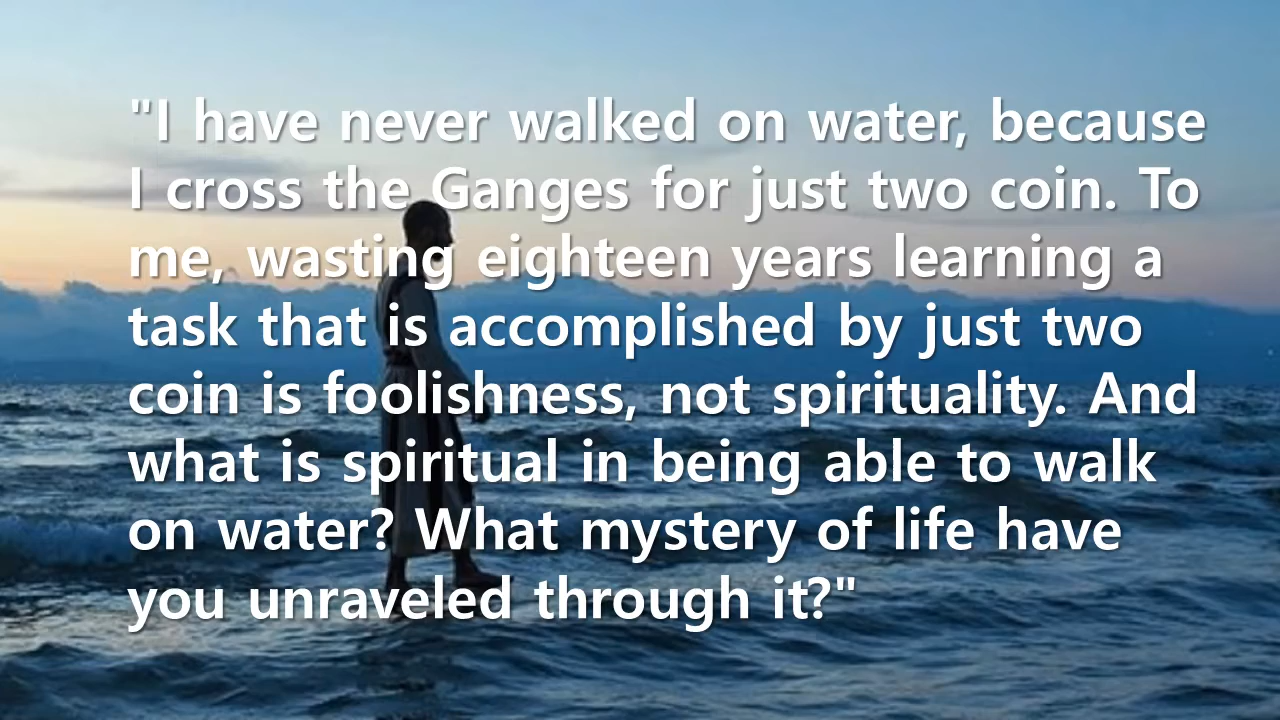 "I have never walked on water, because
I cross the Ganges for just two coin. To
me, wasting eighteen years learning a
task that is accomplished by just two
coin is foolishness, not spirituality. And
what is spiritual in being able to walk
on water? What mystery of life have
you unraveled through it?"